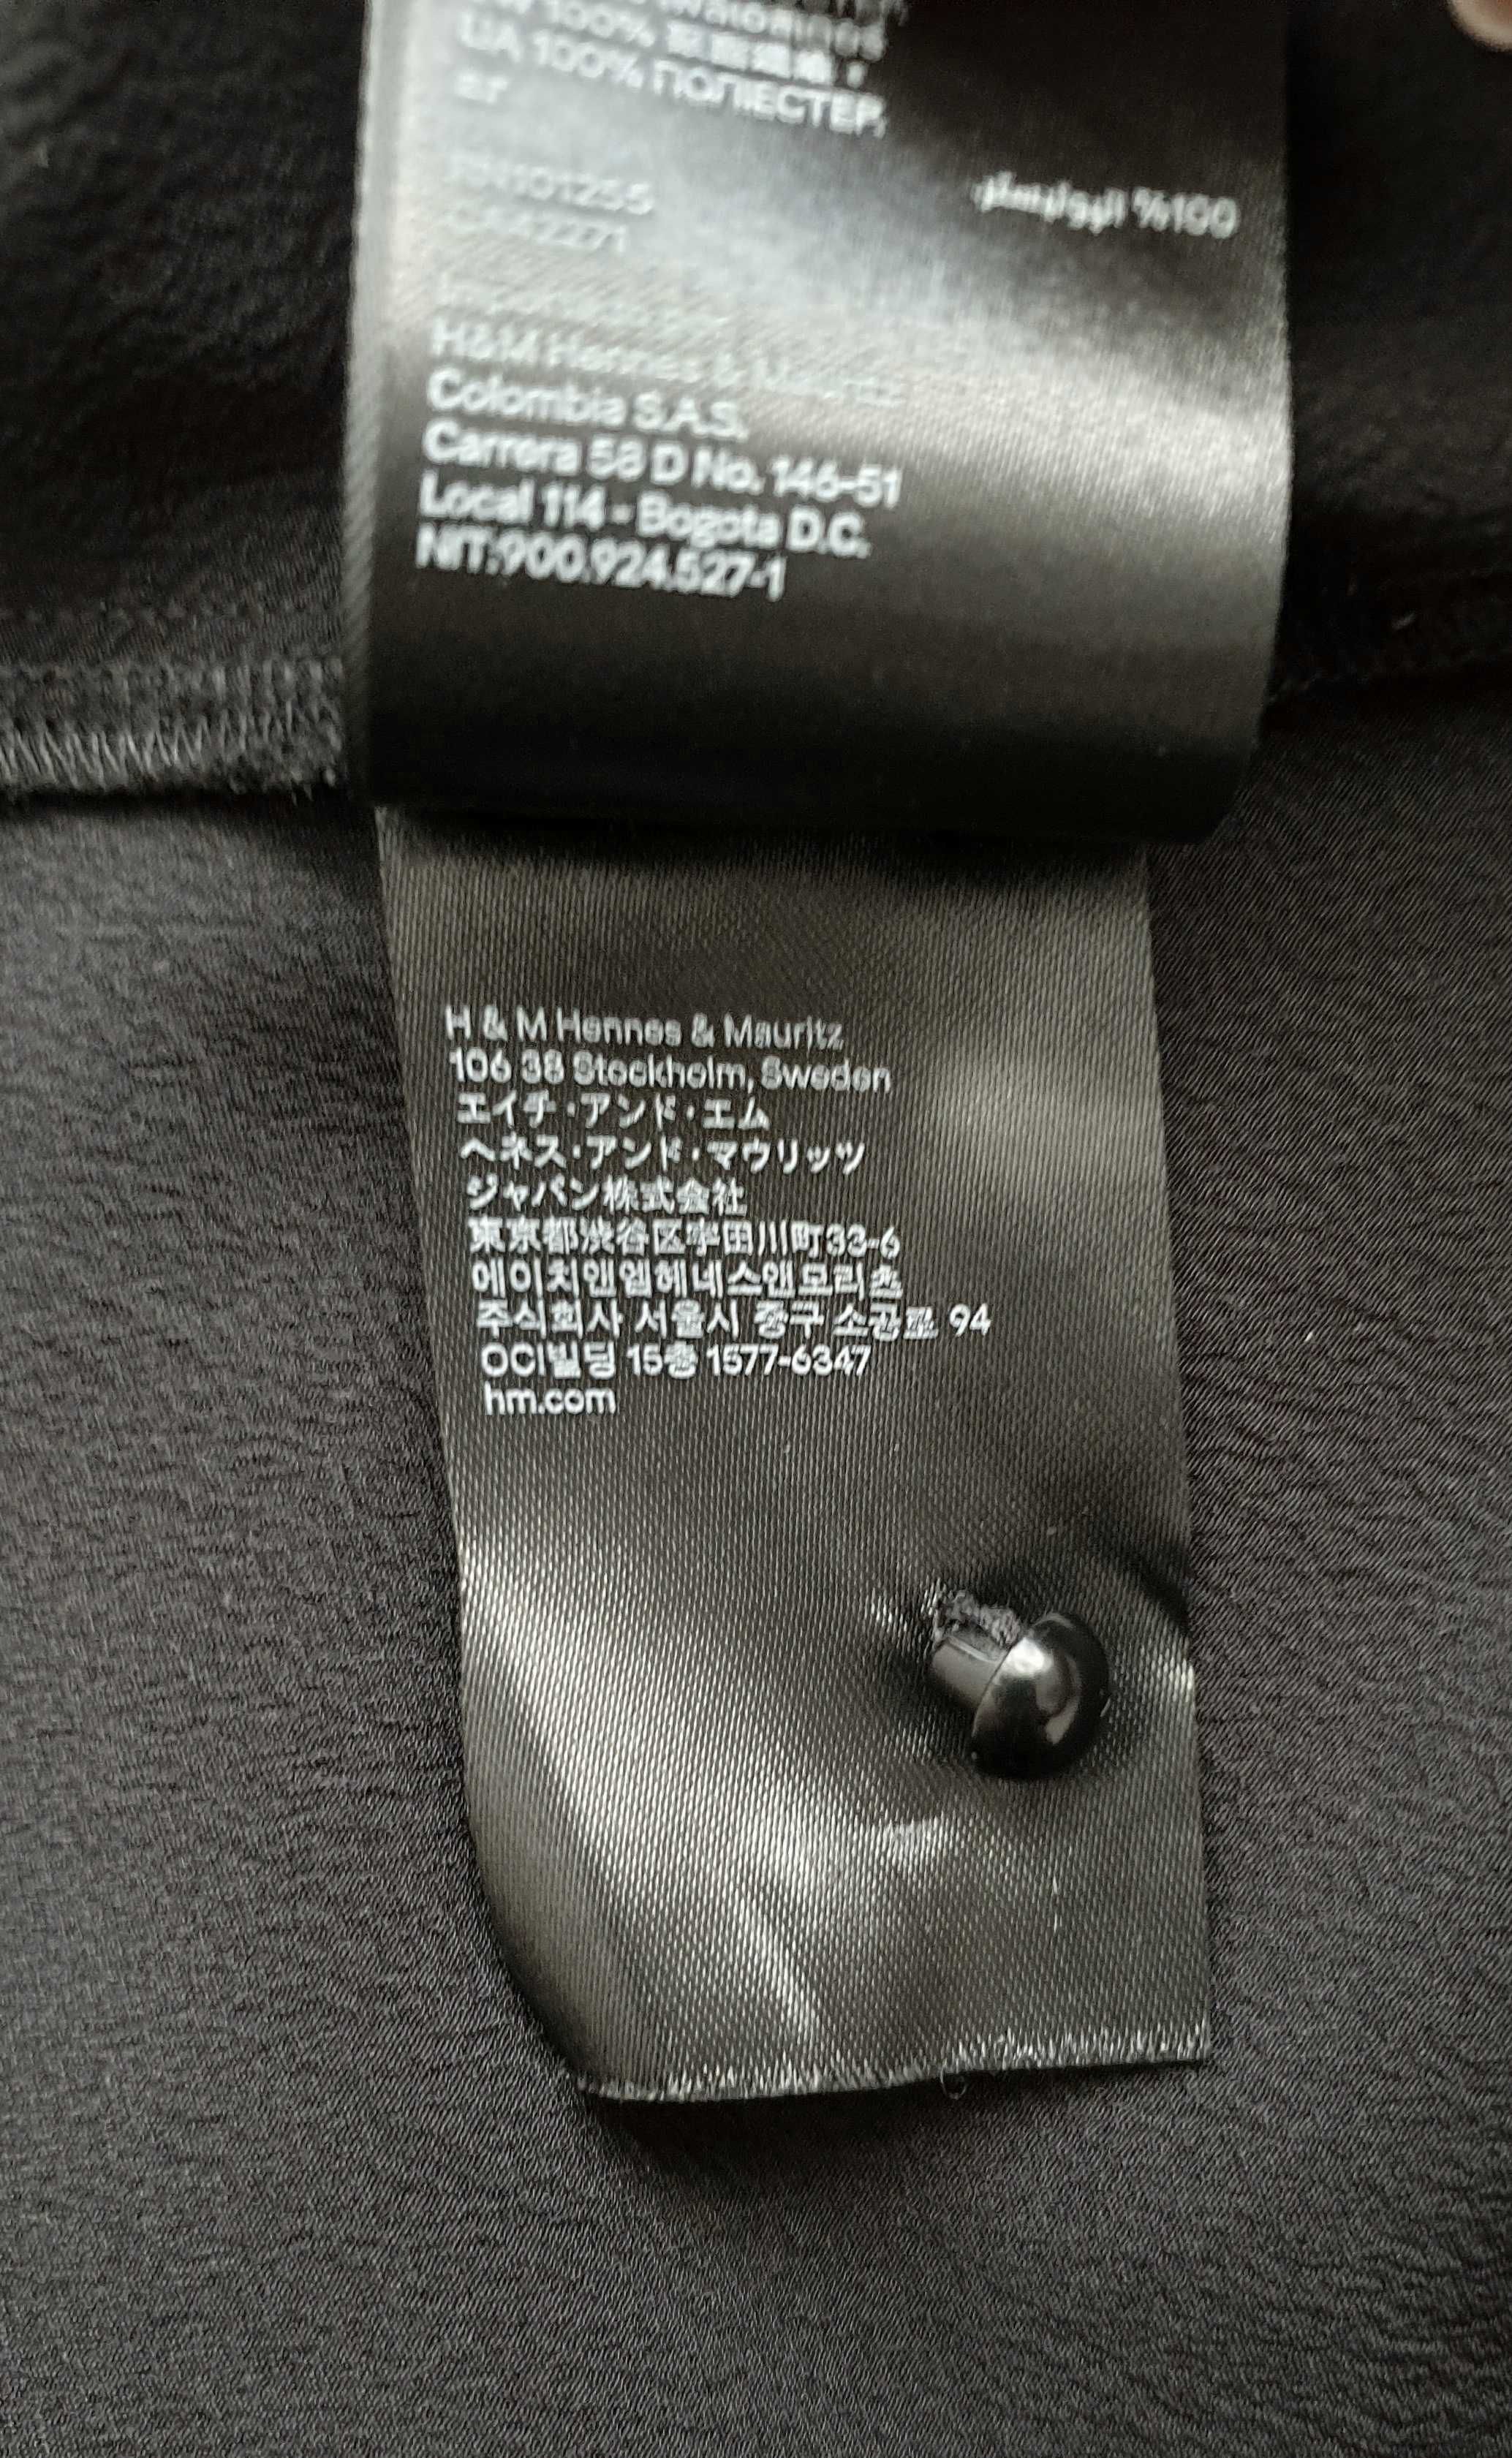 100%
UA 100% ПОЛІЕСТЕР,
ar
%100 البوليستر
RN101255
CA42271
H&M Hennes & Mauritz
Colombia S.A.S.
Carrera 58 D No. 146-51
Local 114 - Bogota D.C.
NIT:900.924.527-1
H & M Hennes & Mauritz
106 38 Stockholm, Sweden
エイチ・アンド・エム
ヘネス・アンド・マウリッツ
ジャパン株式会社
東京都渋谷区宇田川町33-6
에이치앤엠헤네스앤모리츠
주식회사 서울시 중구 소공로 94
OCI빌딩 15층 1577-6347
hm.com